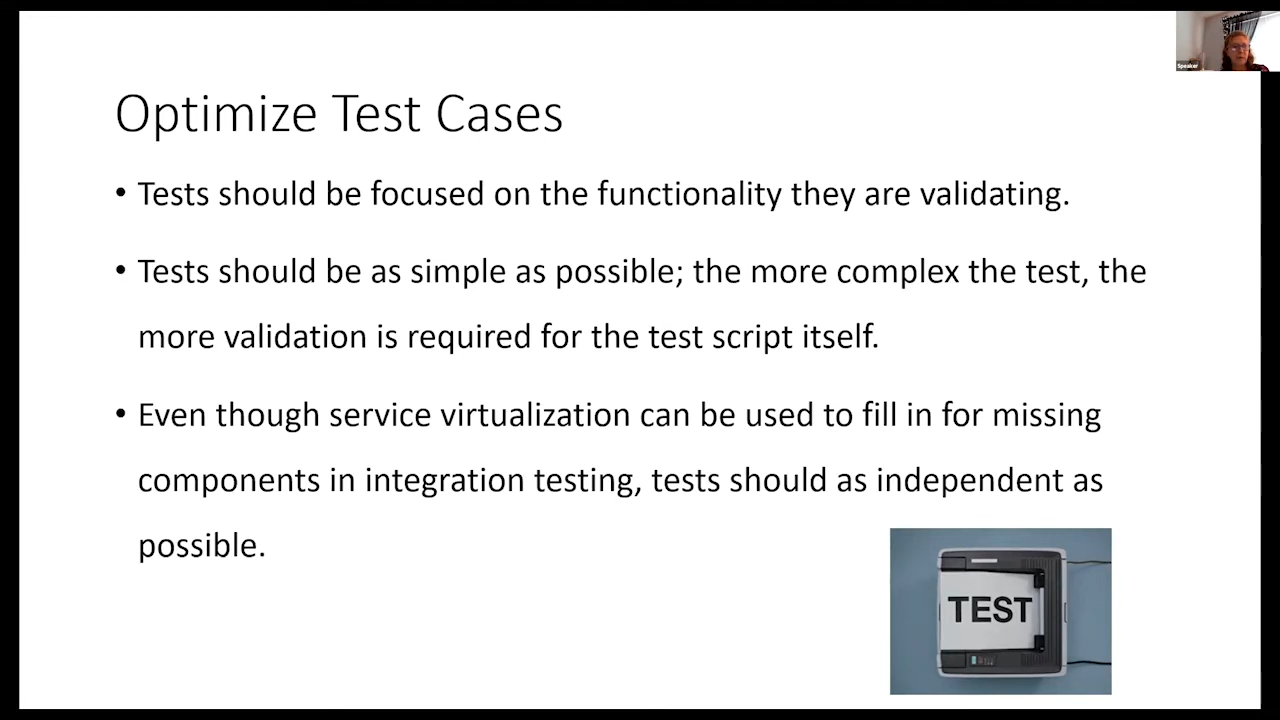 Speaker
Optimize Test Cases
• Tests should be focused on the functionality they are validating.
• Tests should be as simple as possible; the more complex the test, the
more validation is required for the test script itself.
• Even though service virtualization can be used to fill in for missing
components in integration testing, tests should as independent as
possible.
TEST